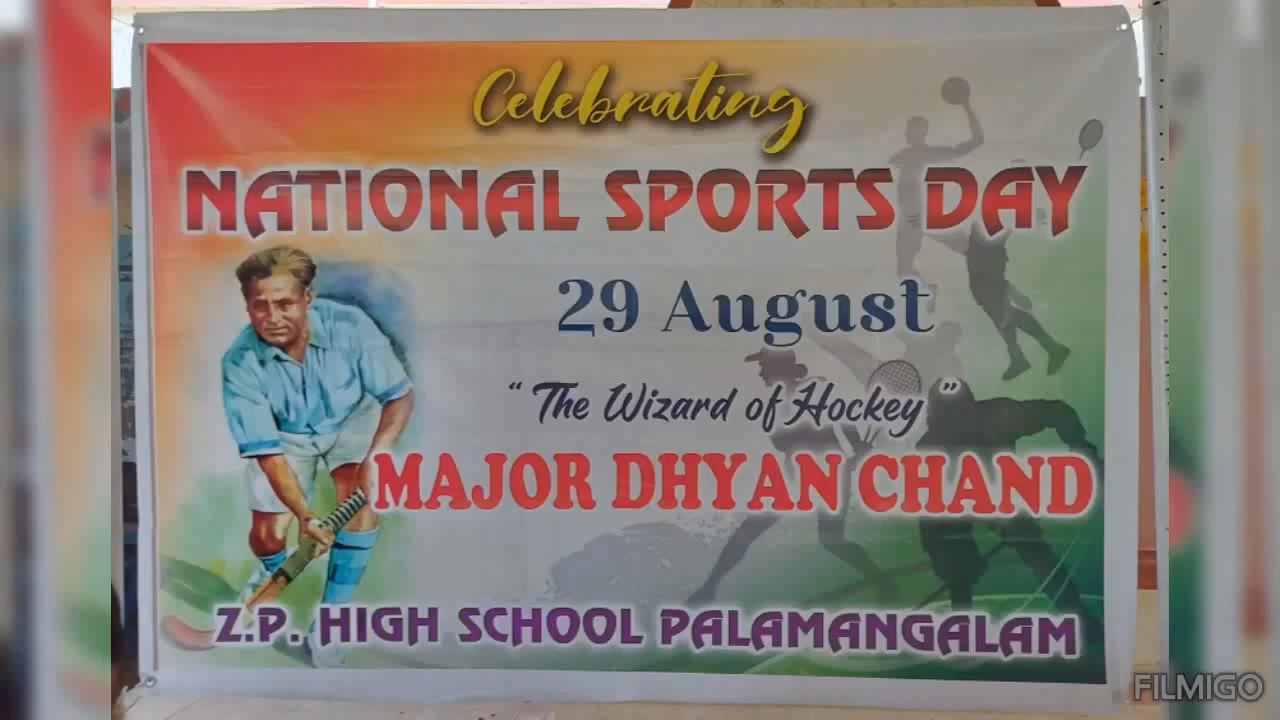 Celebrating
NATIONAL SPORTS DAY
29 August
“ The Wizard of Hockey ”
MAJOR DHYAN CHAND
Z.P. HIGH SCHOOL PALAMANGALAM
FILMIGO